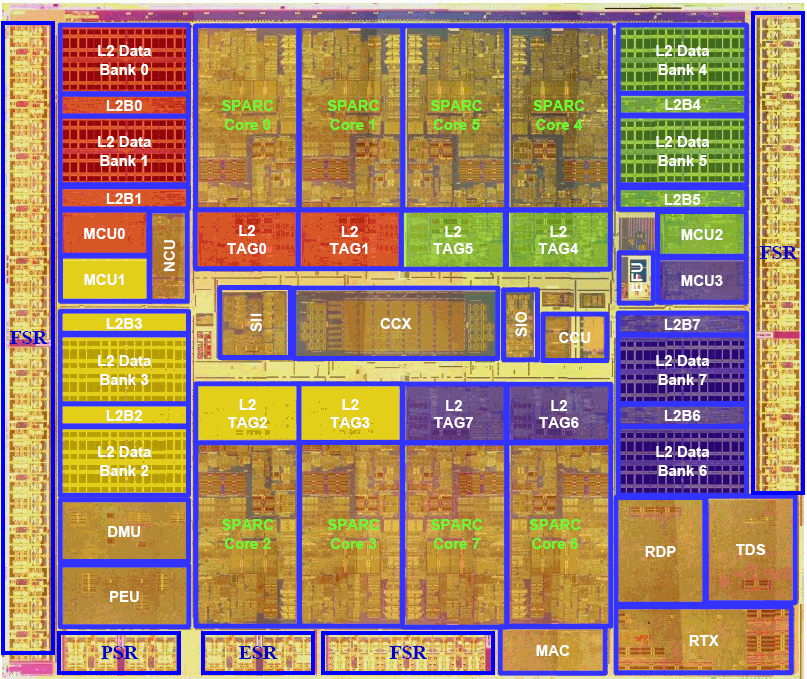 L2 Data
Bank 0
L2B0
L2 Data
Bank 1
L2B1
SPARC
Core 0
SPARC
Core 1
SPARC
Core 5
SPARC
Core 4
L2 Data
Bank 4
L2B4
L2 Data
Bank 5
L2B5
MCU0
MCU1
NCU
L2
TAG0
L2
TAG1
L2
TAG5
L2
TAG4
EFU
MCU2
MCU3
FSR
FSR
SII
CCX
SIO
CCU
L2B3
L2 Data
Bank 3
L2B2
L2 Data
Bank 2
L2
TAG2
L2
TAG3
L2
TAG7
L2
TAG6
L2B7
L2 Data
Bank 7
L2B6
L2 Data
Bank 6
DMU
PEU
SPARC
Core 2
SPARC
Core 3
SPARC
Core 7
SPARC
Core 6
RDP
TDS
PSR
ESR
FSR
MAC
RTX